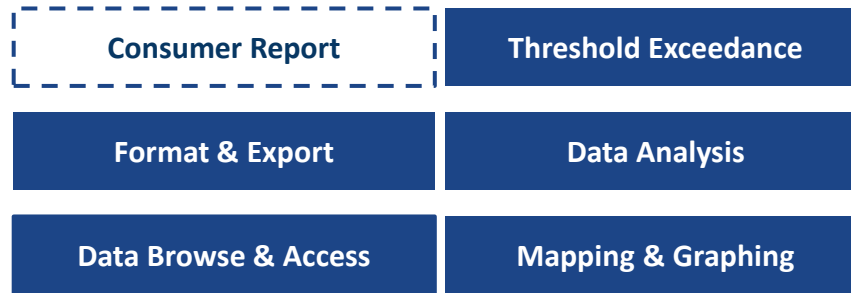 Consumer Report
Threshold Exceedance
Format & Export
Data Analysis
Data Browse & Access
Mapping & Graphing